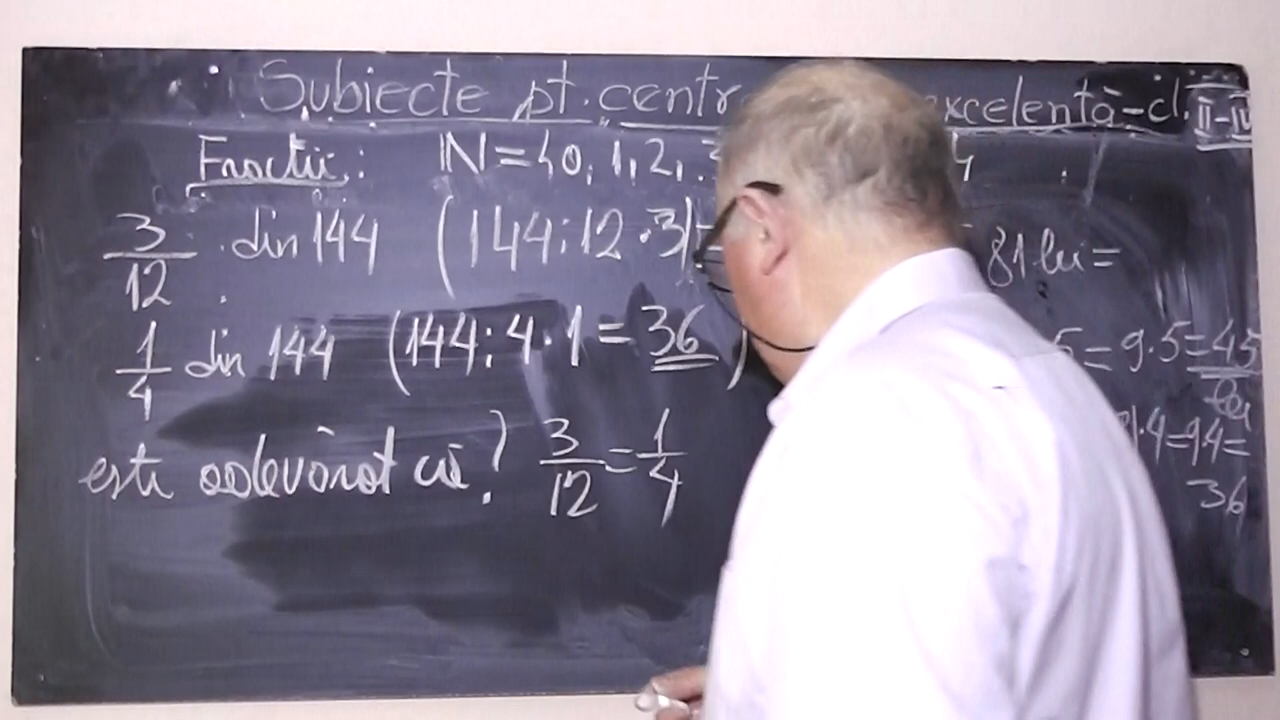 Subiecte pt. centr excelență - cl. II-IV
Fracții: N = {0, 1, 2, 3
3/12 din 144 (144:12·3)= 81 lei =
1/4 din 144 (144:4·1 = 36) 5 = 9·5 = 45 lei
este adevărat că? 3/12 = 1/4 ·4 = 9·4 =
36